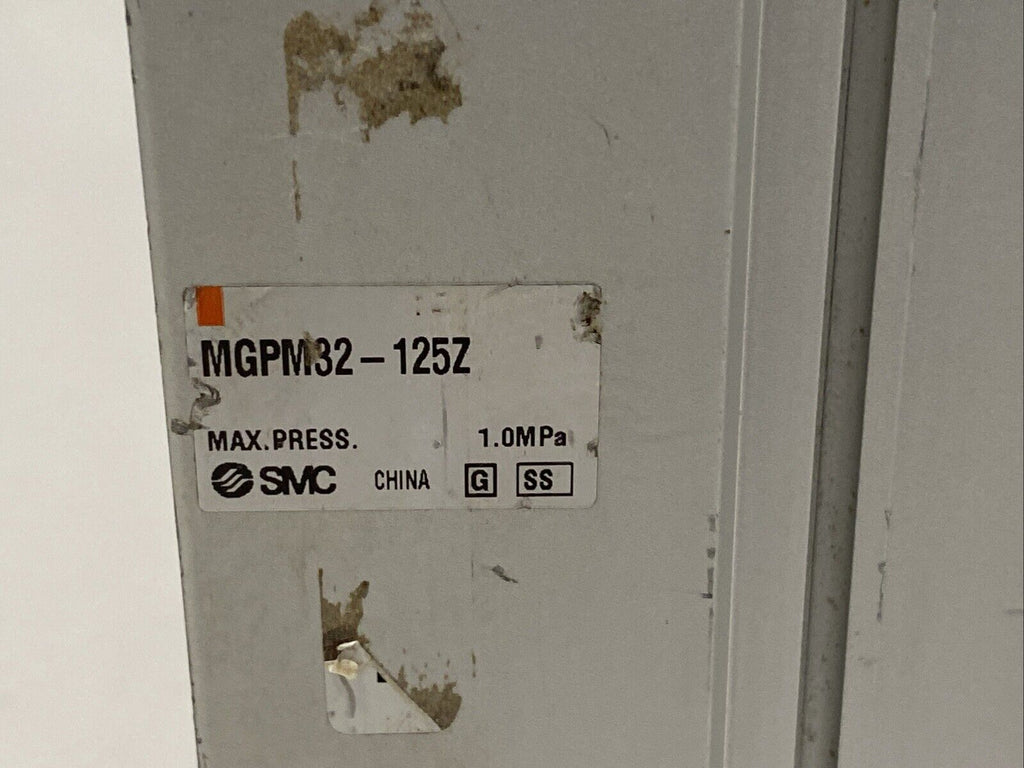 MGPM32-125Z
MAX.PRESS. 1.0MPa
SMC CHINA G SS